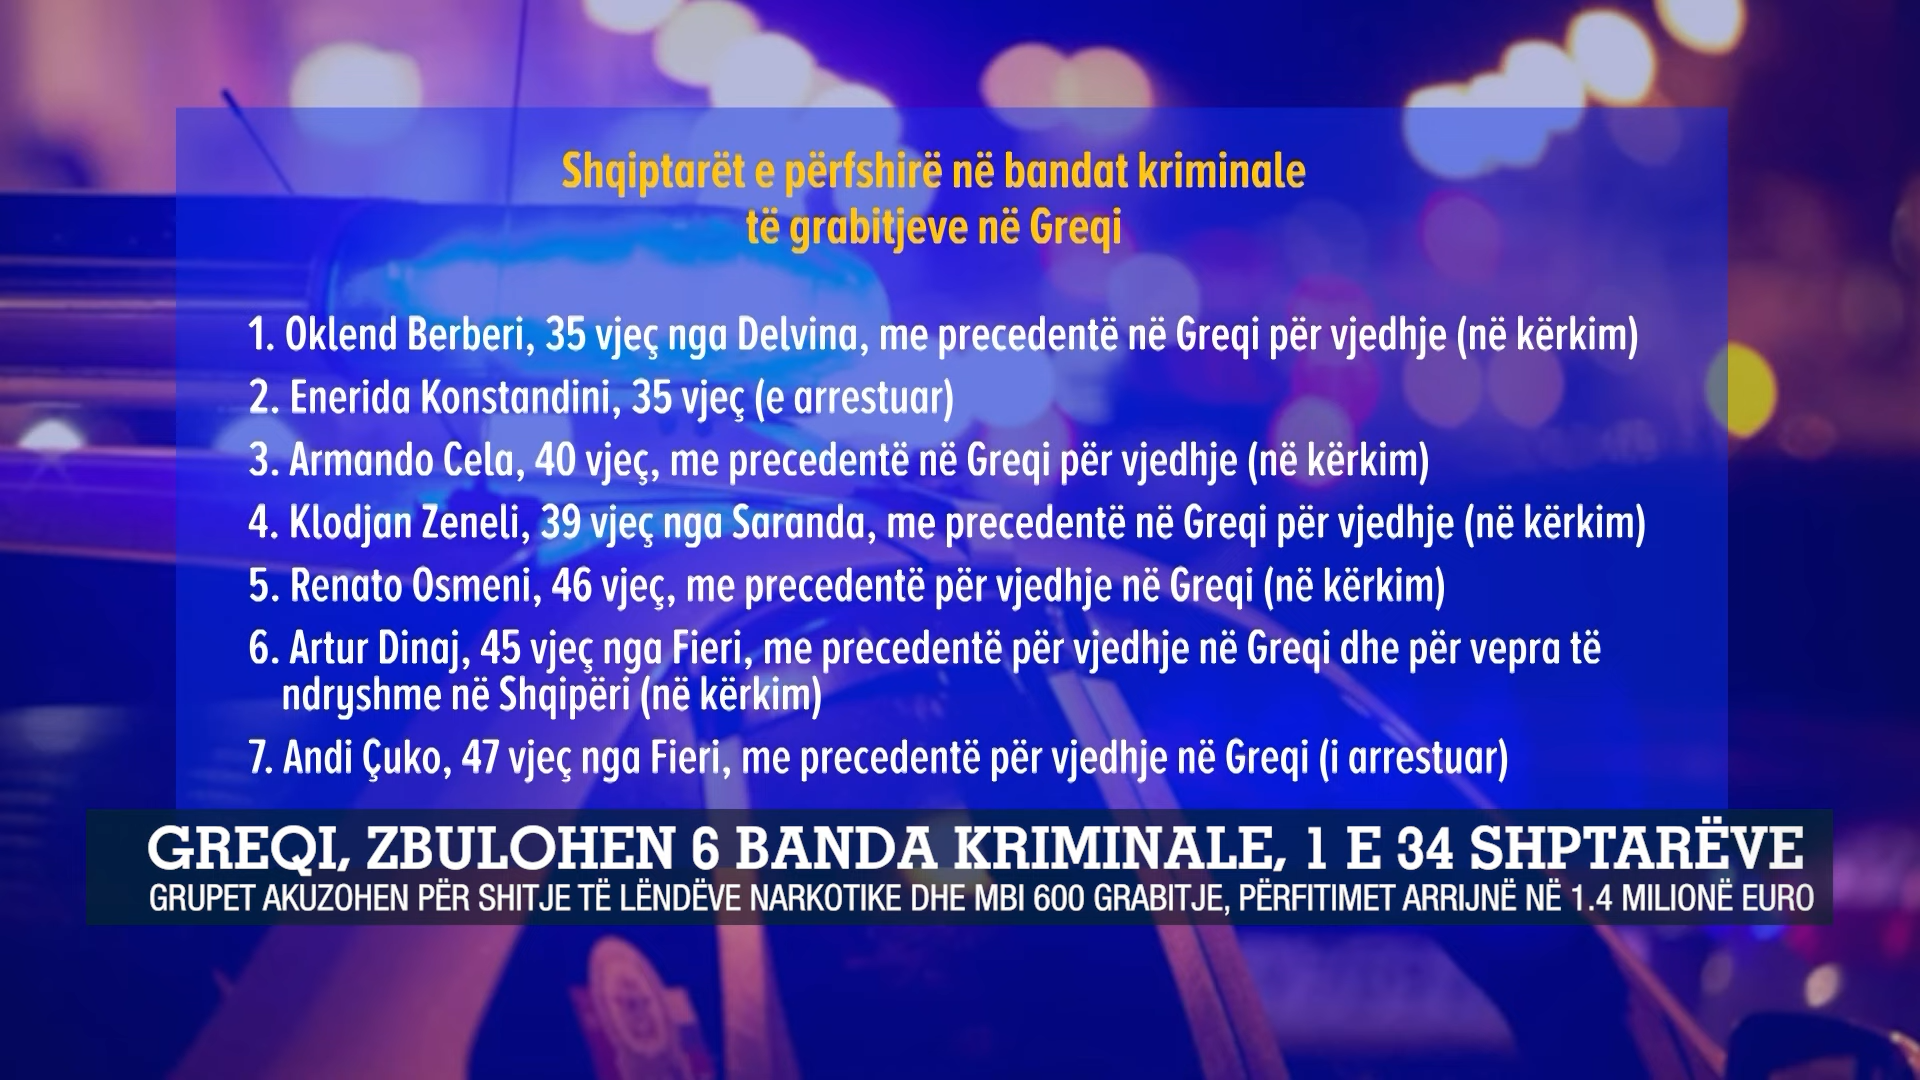 Shqiptarët e përfshirë në bandat kriminale
të grabitjeve në Greqi
1. Oklend Berberi, 35 vjeç nga Delvina, me precedentë në Greqi për vjedhje (në kërkim)
2. Enerida Konstandini, 35 vjeç (e arrestuar)
3. Armando Cela, 40 vjeç, me precedentë në Greqi për vjedhje (në kërkim)
4. Klodjan Zeneli, 39 vjeç nga Saranda, me precedentë në Greqi për vjedhje (në kërkim)
5. Renato Osmeni, 46 vjeç, me precedentë për vjedhje në Greqi (në kërkim)
6. Artur Dinaj, 45 vjeç nga Fieri, me precedentë për vjedhje në Greqi dhe për vepra të
ndryshme në Shqipëri (në kërkim)
7. Andi Çuko, 47 vjeç nga Fieri, me precedentë për vjedhje në Greqi (i arrestuar)
GREQI, ZBULOHEN 6 BANDA KRIMINALE, 1 E 34 SHPTARËVE
GRUPET AKUZOHEN PËR SHITJE TË LËNDËVE NARKOTIKE DHE MBI 600 GRABITJE, PËRFITIMET ARRIJNË NË 1.4 MILIONË EURO